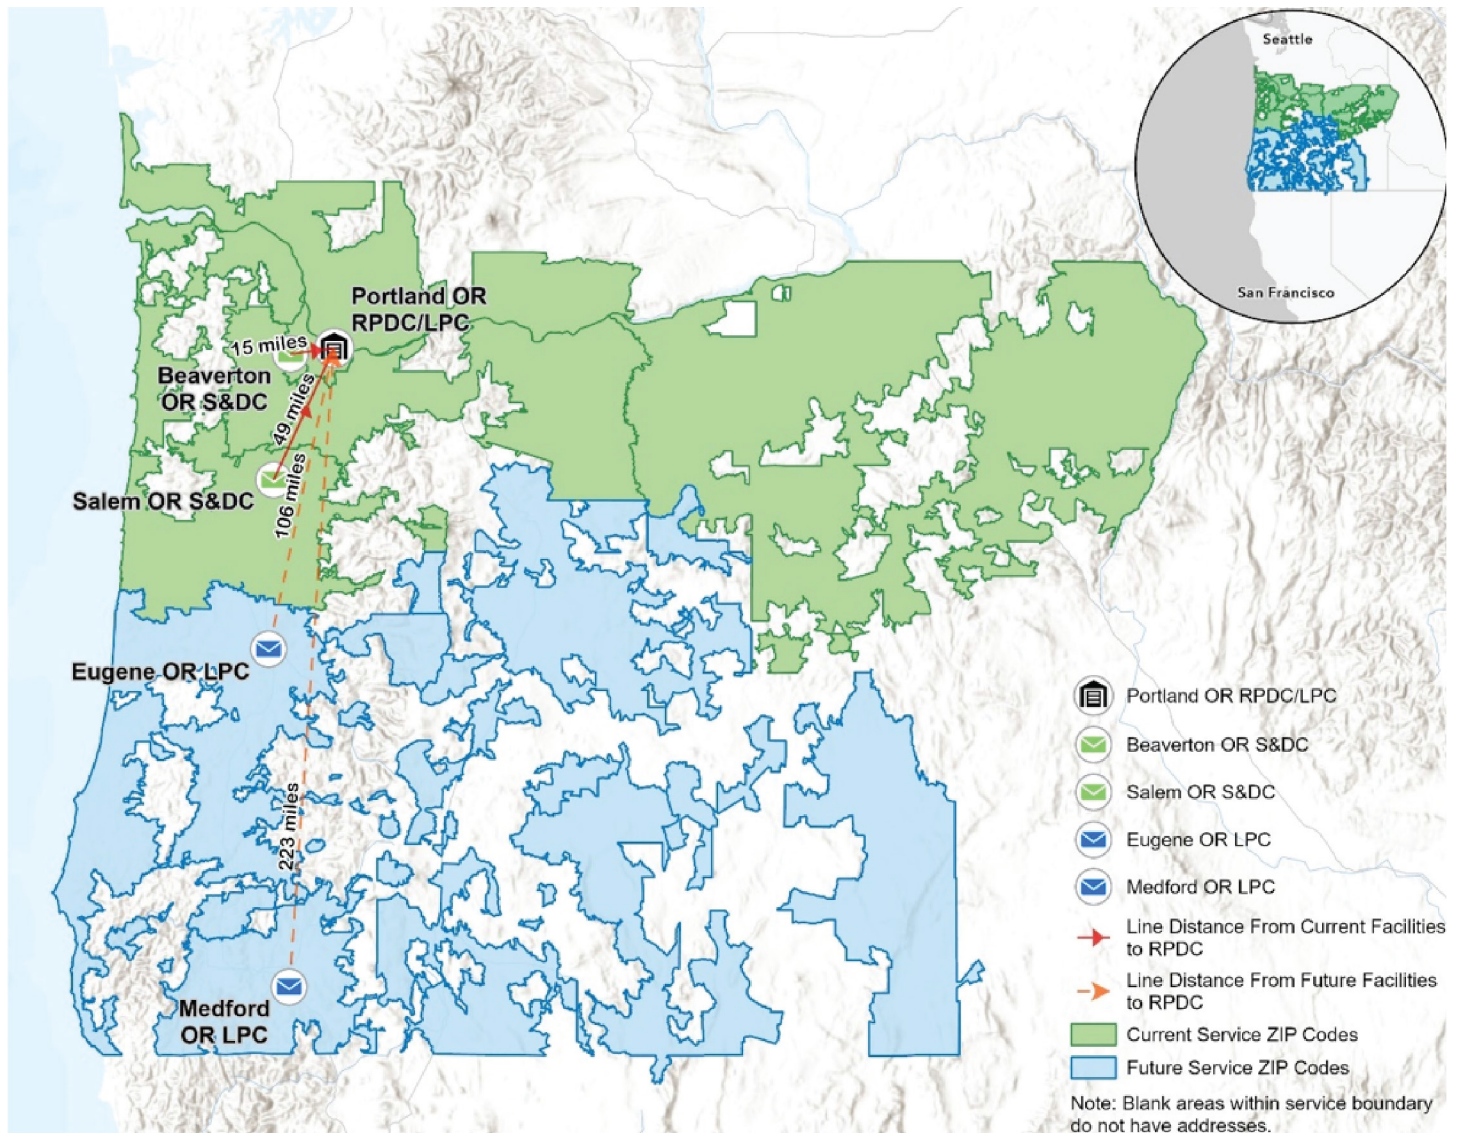 Seattle
San Francisco
Portland OR
RPDC/LPC
15 miles
Beaverton
OR S&DC
49 miles
Salem OR S&DC
106 miles
Eugene OR LPC
223 miles
Medford
OR LPC
Portland OR RPDC/LPC
Beaverton OR S&DC
Salem OR S&DC
Eugene OR LPC
Medford OR LPC
Line Distance From Current Facilities
to RPDC
Line Distance From Future Facilities
to RPDC
Current Service ZIP Codes
Future Service ZIP Codes
Note: Blank areas within service boundary
do not have addresses.